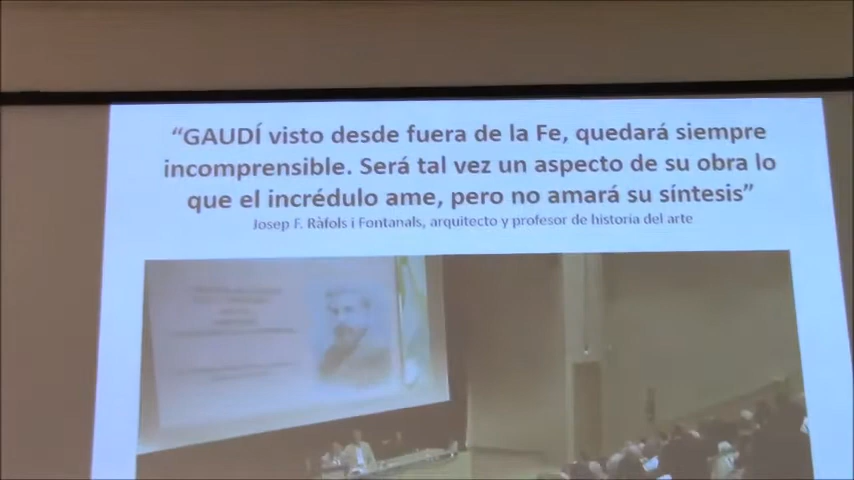 “GAUDÍ visto desde fuera de la Fe, quedará siempre
incomprensible. Será tal vez un aspecto de su obra lo
que el incrédulo ame, pero no amará su síntesis”
Josep F. Ràfols i Fontanals, arquitecto y profesor de historia del arte